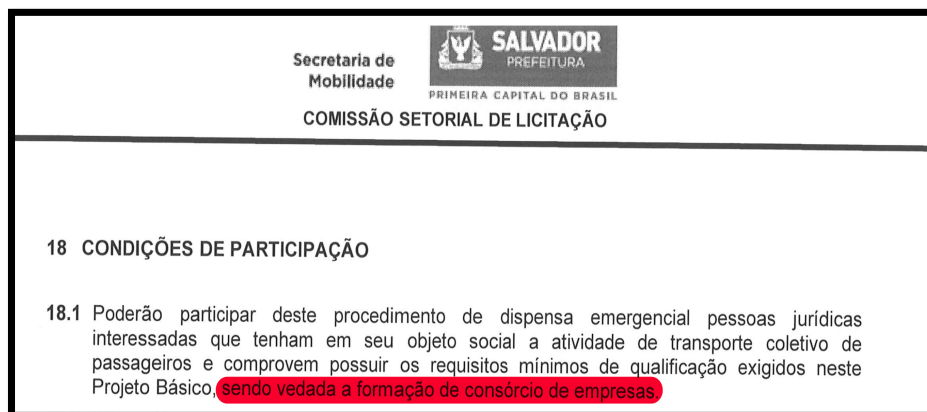 Secretaria de
Mobilidade
SALVADOR
PREFEITURA
PRIMEIRA CAPITAL DO BRASIL
COMISSÃO SETORIAL DE LICITAÇÃO
18 CONDIÇÕES DE PARTICIPAÇÃO
18.1 Poderão participar deste procedimento de dispensa emergencial pessoas jurídicas
interessadas que tenham em seu objeto social a atividade de transporte coletivo de
passageiros e comprovem possuir os requisitos mínimos de qualificação exigidos neste
Projeto Básico, sendo vedada a formação de consórcio de empresas.